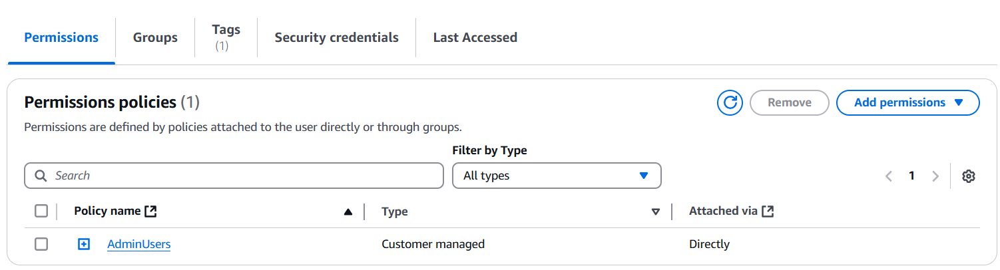 Permissions
Groups
Tags
(1)
Security credentials
Last Accessed
Permissions policies (1)
Remove
Add permissions
Permissions are defined by policies attached to the user directly or through groups.
Filter by Type
Search
All types
1
Policy name
Type
Attached via
AdminUsers
Customer managed
Directly